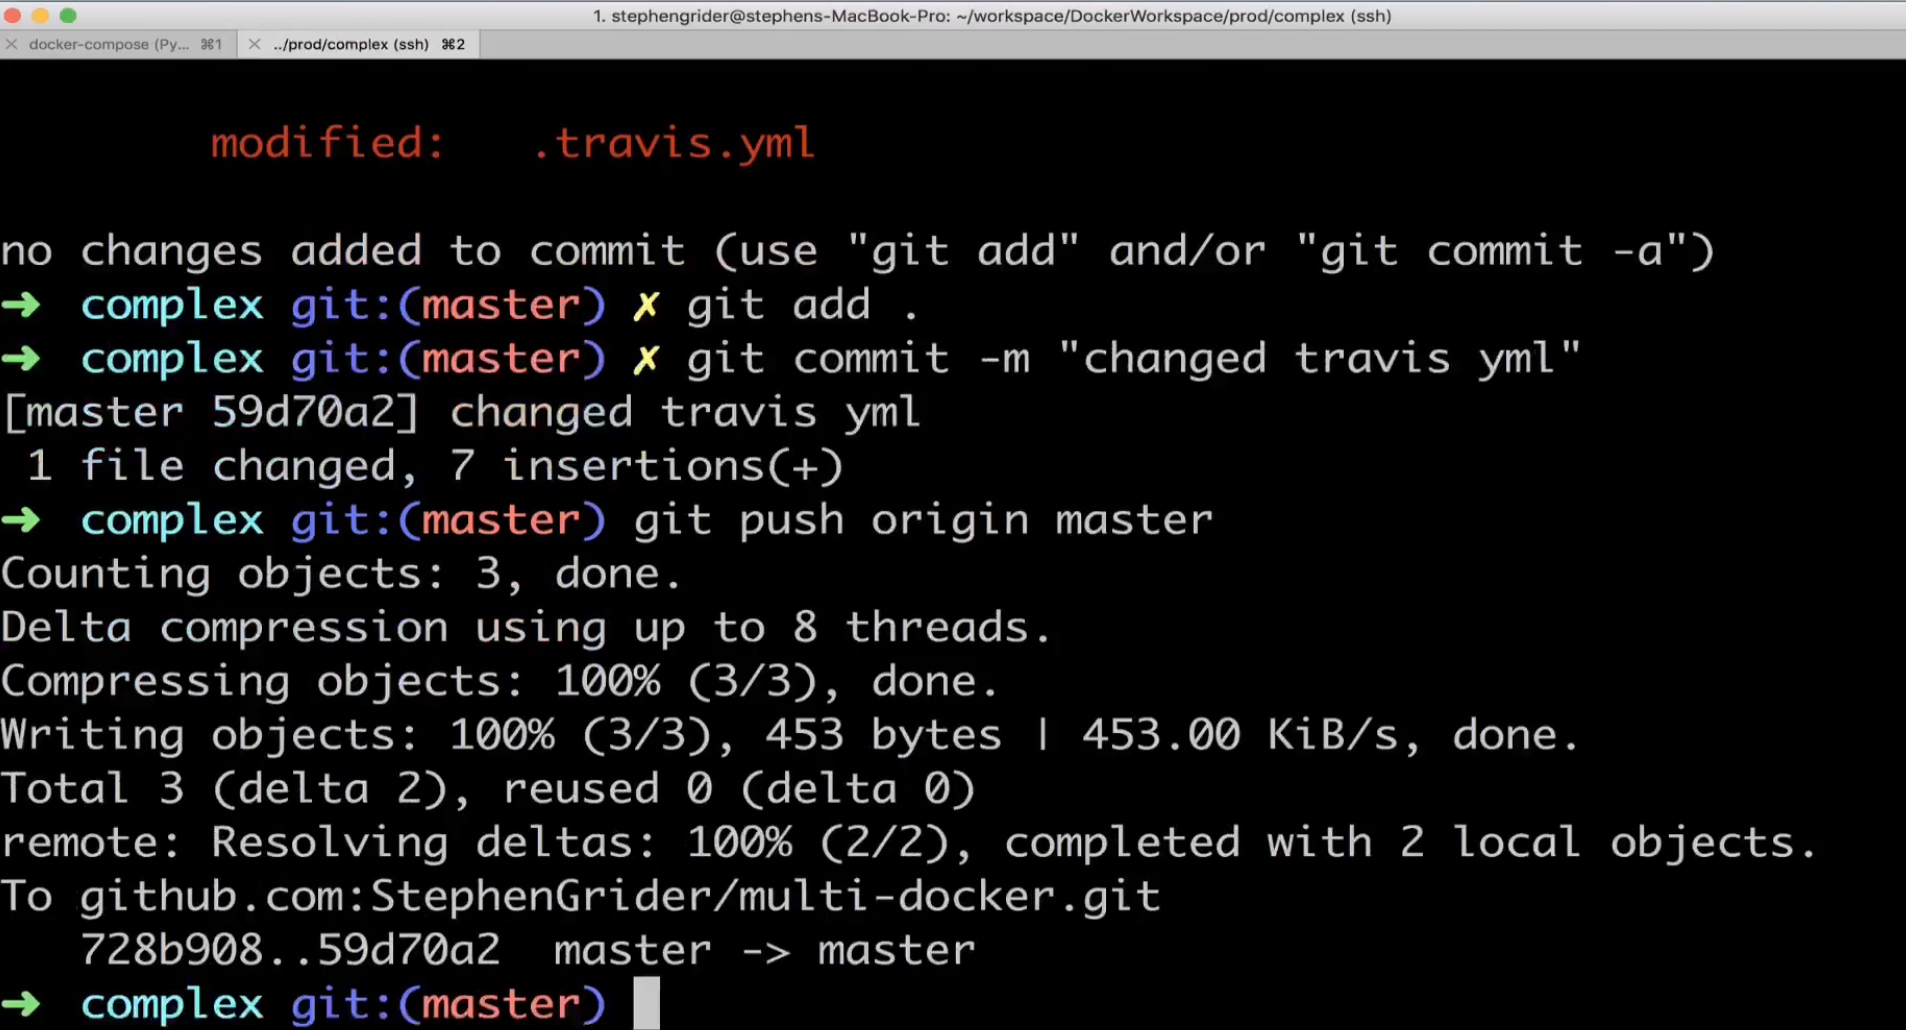 1. stephengrider@stephens-MacBook-Pro: ~/workspace/DockerWorkspace/prod/complex (ssh)
docker-compose (Py... ⌘1 ../prod/complex (ssh) ⌘2
modified: .travis.yml
no changes added to commit (use "git add" and/or "git commit -a")
➜ complex git:(master) ✗ git add .
➜ complex git:(master) ✗ git commit -m "changed travis yml"
[master 59d70a2] changed travis yml
1 file changed, 7 insertions(+)
➜ complex git:(master) git push origin master
Counting objects: 3, done.
Delta compression using up to 8 threads.
Compressing objects: 100% (3/3), done.
Writing objects: 100% (3/3), 453 bytes | 453.00 KiB/s, done.
Total 3 (delta 2), reused 0 (delta 0)
remote: Resolving deltas: 100% (2/2), completed with 2 local objects.
To github.com:StephenGrider/multi-docker.git
728b908..59d70a2 master -> master
➜ complex git:(master)